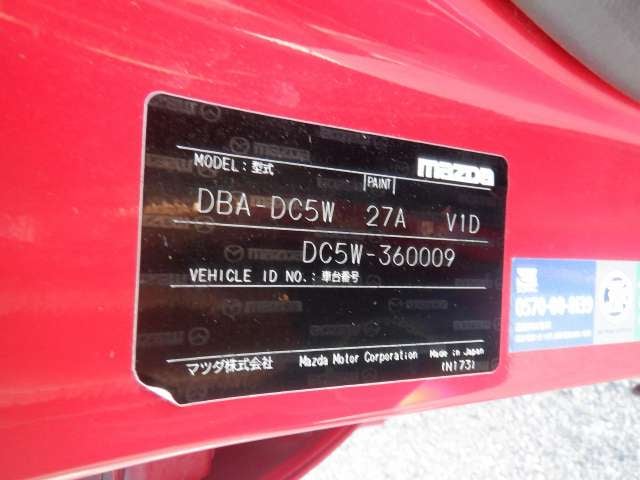 mazda
MODEL:型式 PAINT
DBA-DC5W 27A V1D
DC5W-360009
VEHICLE ID NO.:車台番号
マツダ株式会社 Mazda Motor Corporation Made in Japan
(N173)